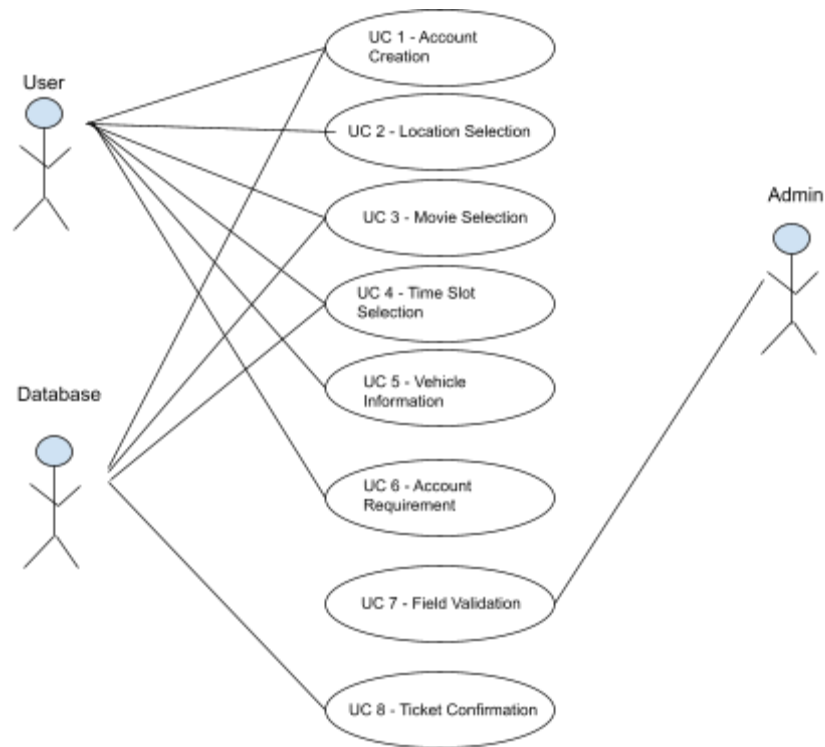 UC 1 - Account
Creation
User
UC 2 - Location Selection
Admin
UC 3 - Movie Selection
UC 4 - Time Slot
Selection
UC 5 - Vehicle
Information
Database
UC 6 - Account
Requirement
UC 7 - Field Validation
UC 8 - Ticket Confirmation